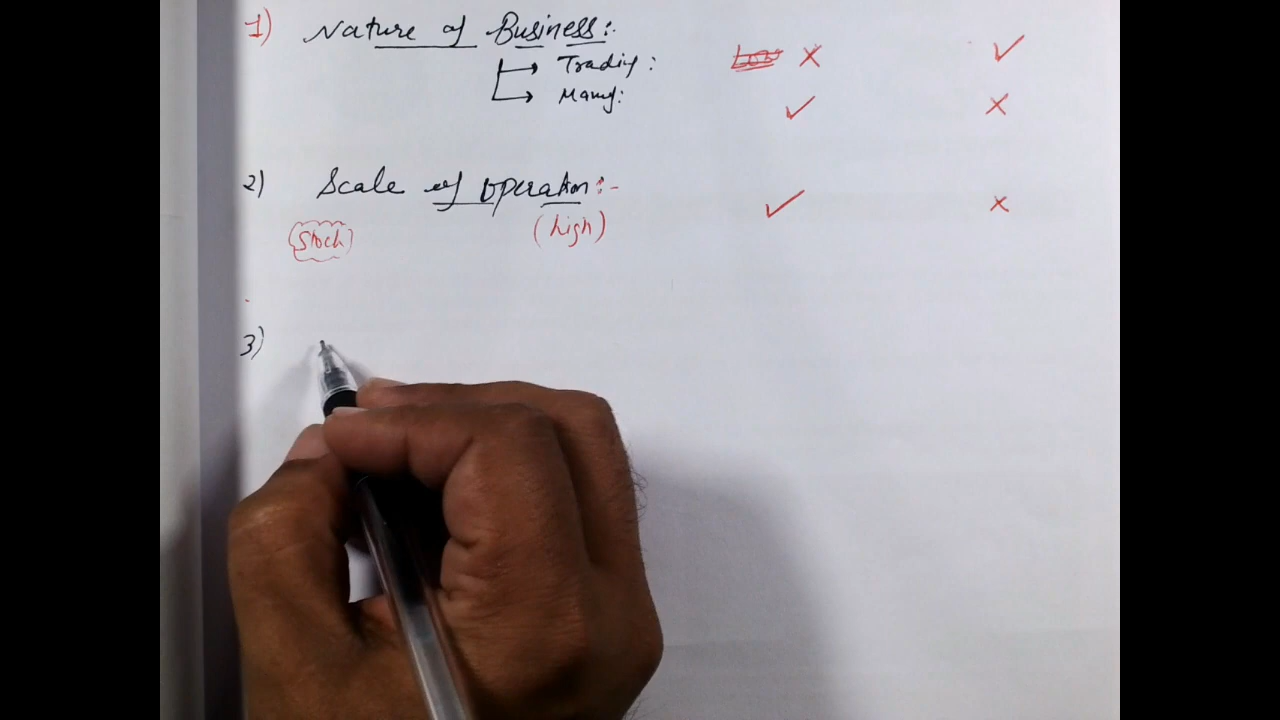 1) Nature of Business:-
Trading : ✗ ✓
Manuf: ✓ ✗
2) Scale of operation:- ✓ ✗
(Stock) (high)
3)